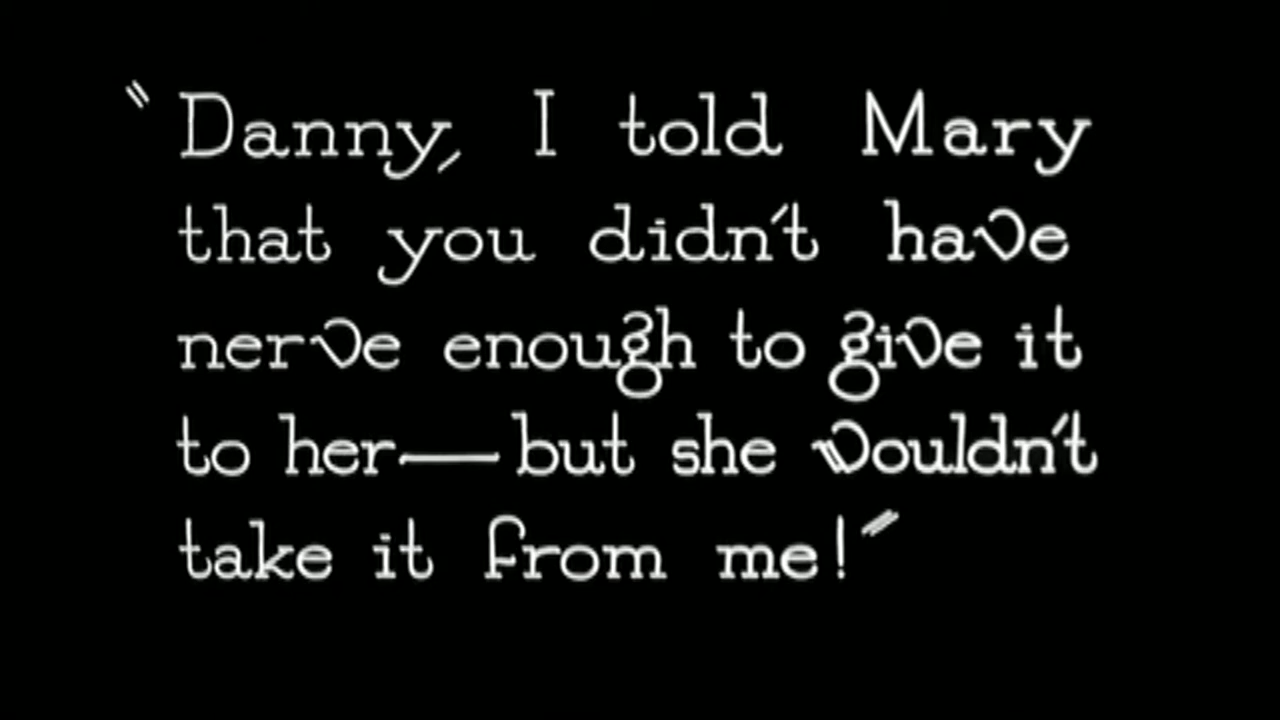 "Danny, I told Mary
that you didn't have
nerve enough to give it
to her—but she wouldn't
take it from me!"